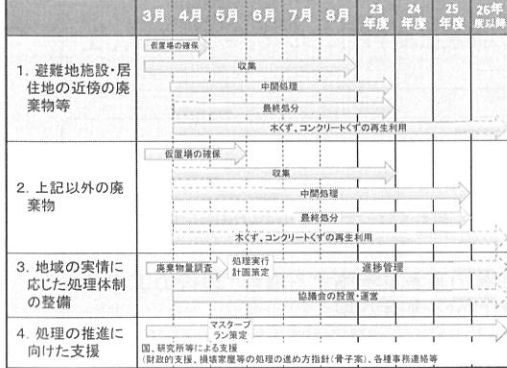 3月 4月 5月 6月 7月 8月 23年度 24年度 25年度 26年度以降
1. 避難地施設・居住地の近傍の廃棄物等
仮置場の確保
収集
中間処理
最終処分
木くず、コンクリートくずの再生利用
2. 上記以外の廃棄物
仮置場の確保
収集
中間処理
最終処分
木くず、コンクリートくずの再生利用
3. 地域の実情に応じた処理体制の整備
廃棄物量調査
処理実行計画策定
進捗管理
協議会の設置・運営
4. 処理の推進に向けた支援
マスタープラン策定
国、研究所等による支援
(財政的支援、損壊家屋等の処理の進め方指針(骨子案)、各種事務連絡等